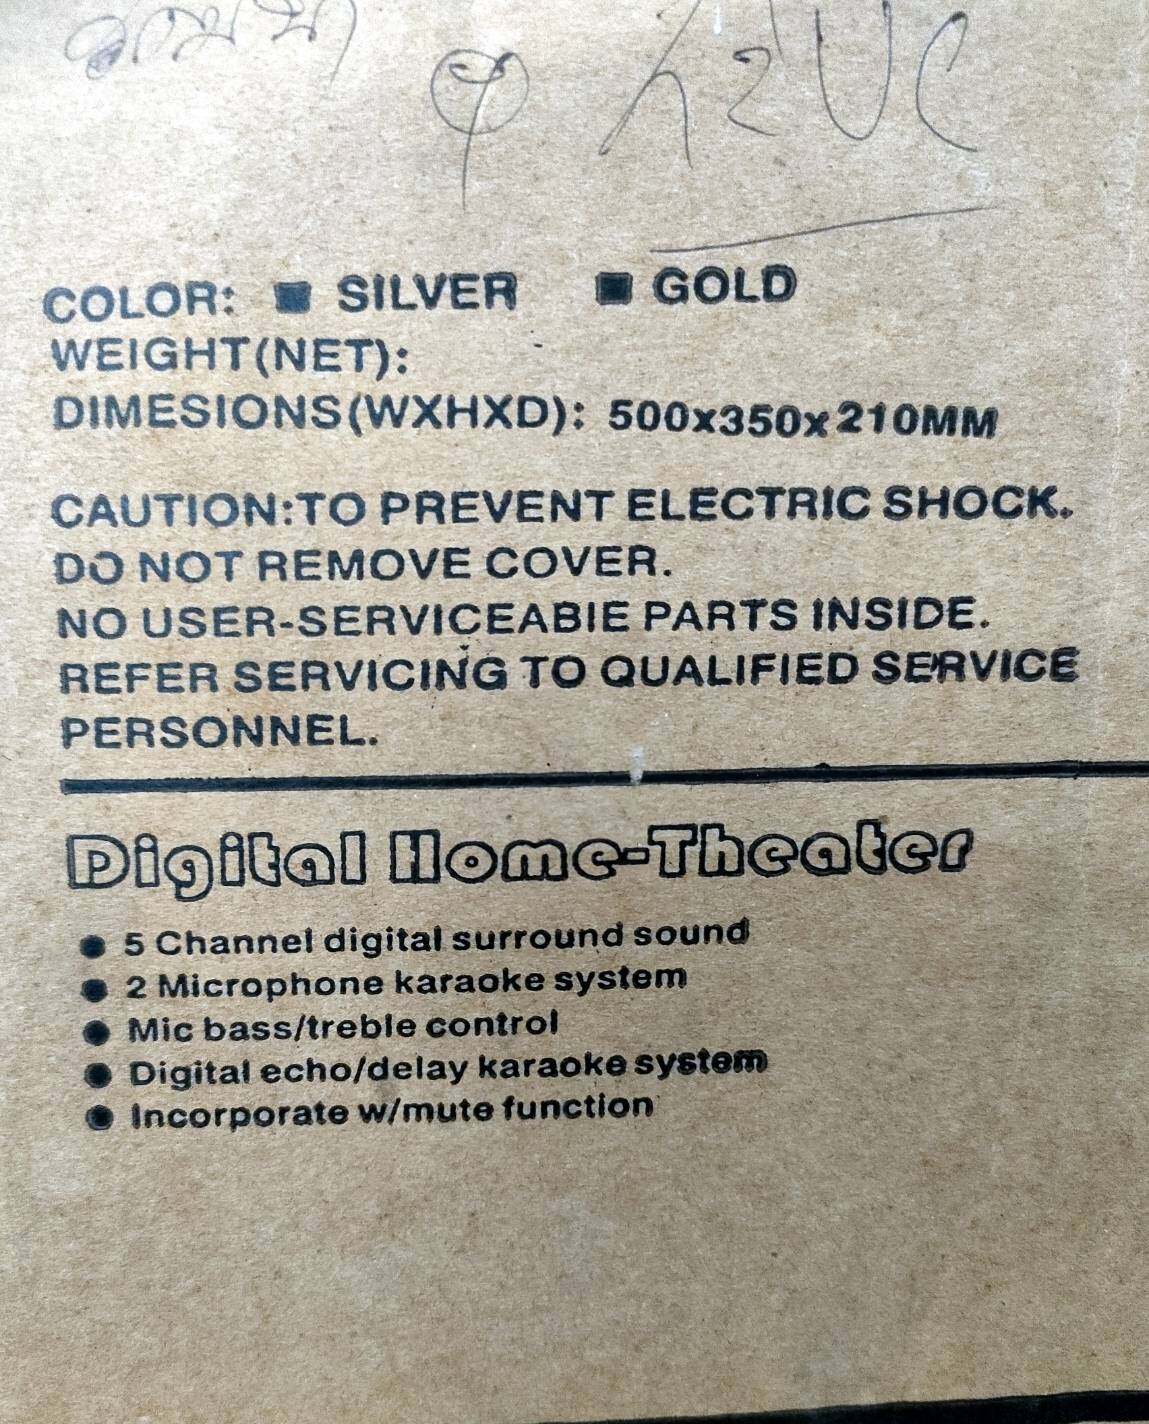 COLOR: ■ SILVER ■ GOLD
WEIGHT(NET):
DIMESIONS(WXHXD): 500x350x210MM
CAUTION:TO PREVENT ELECTRIC SHOCK.
DO NOT REMOVE COVER.
NO USER-SERVICEABIE PARTS INSIDE.
REFER SERVICING TO QUALIFIED SERVICE
PERSONNEL.
Digital Home-Theater
● 5 Channel digital surround sound
● 2 Microphone karaoke system
● Mic bass/treble control
● Digital echo/delay karaoke system
● Incorporate w/mute function